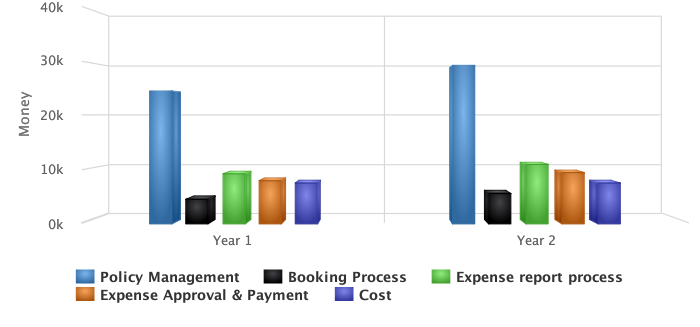 40k
30k
20k
10k
0k
Money
Year 1 Year 2
Policy Management Booking Process Expense report process
Expense Approval & Payment Cost